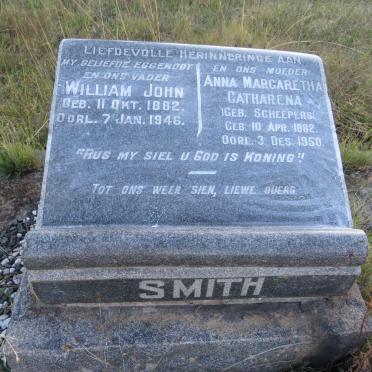 LIEFDEVOLLE HERINNERINGE AAN
MY GELIEFDE EGGENOOT
EN ONS VADER
WILLIAM JOHN
GEB. 11 OKT. 1882.
OORL. 7 JAN. 1946.
EN ONS MOEDER
ANNA MARGARETHA
CATHARENA
(GEB. SCHEEPERS)
GEB. 10 APR. 1882.
OORL. 3 DES. 1950
"RUS MY SIEL U GOD IS KONING"
TOT ONS WEER SIEN, LIEWE OUERS
SMITH